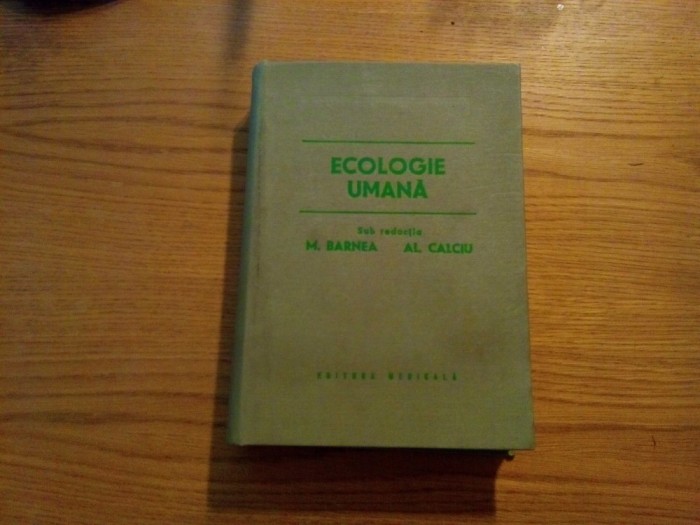 ECOLOGIE
UMANĂ
Sub redacția
M. BARNEA AL. CALCIU
EDITURA MEDICALĂ